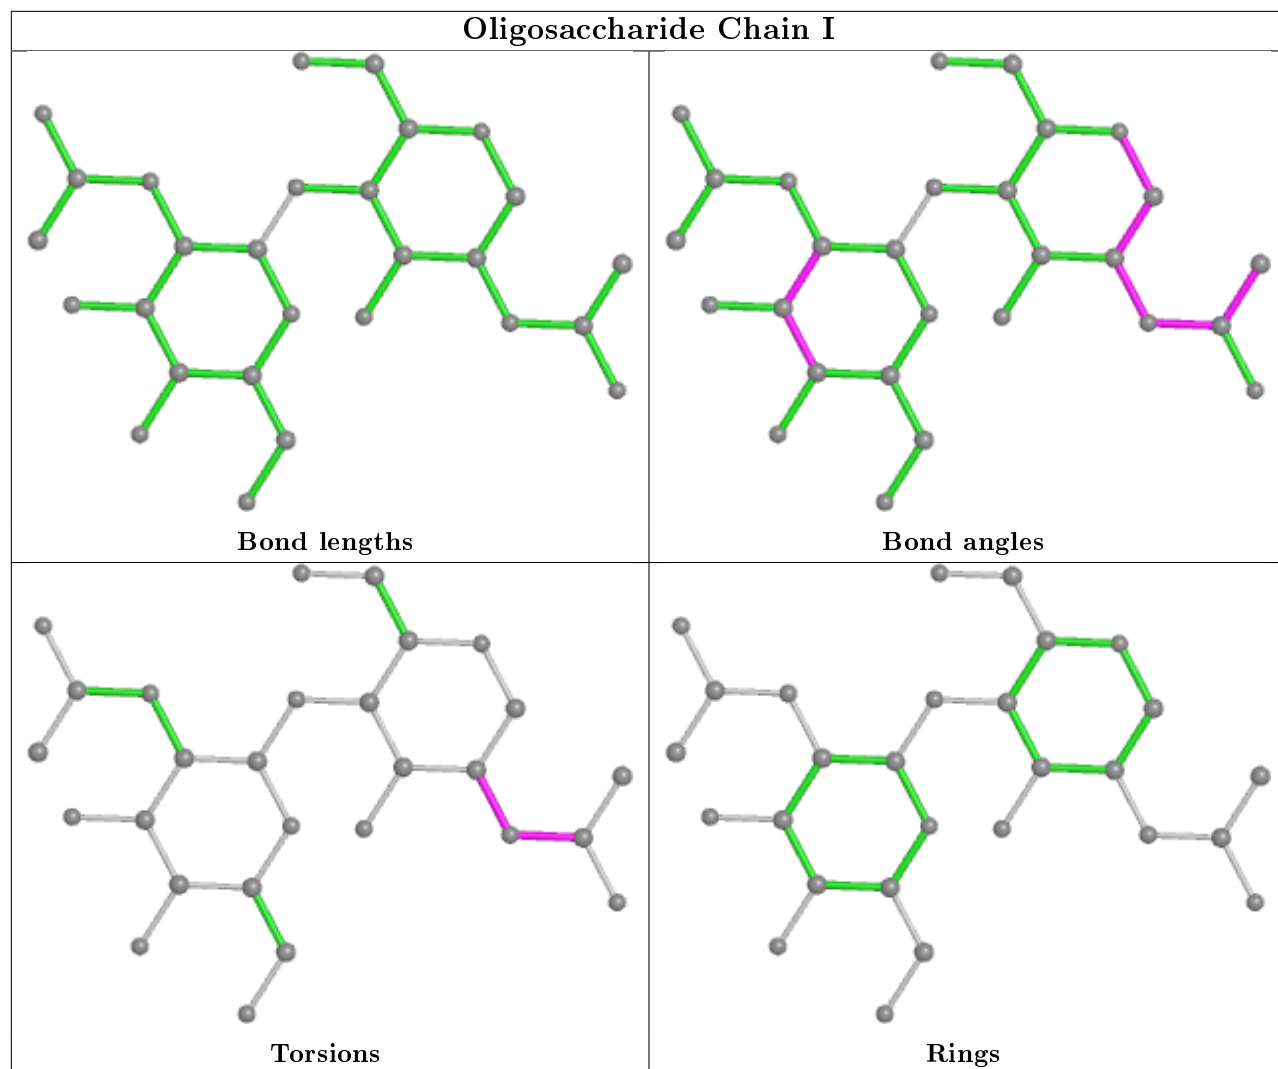 Oligosaccharide Chain I
Bond lengths
Bond angles
Torsions
Rings